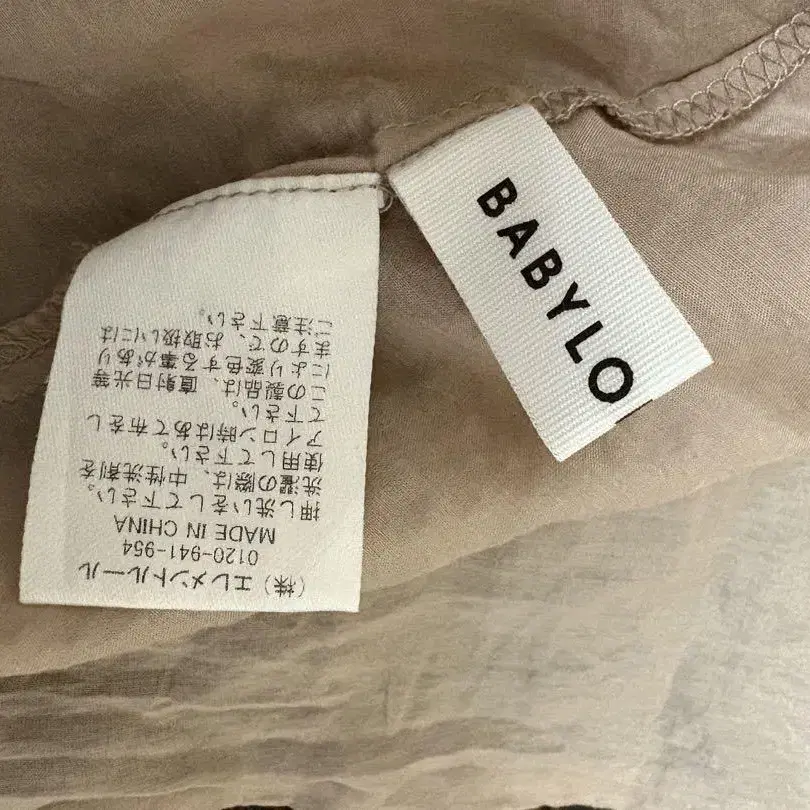 BABYLO
ご注意下さい。
ますので、お取扱いには
により変色する事があり
この製品は、直射日光等
て下さい。
アイロン時はあて布をし
使用して下さい。
洗濯の際は、中性洗剤を
押し洗いをして下さい。
MADE IN CHINA
0120-941-954
(株)エレメントルール